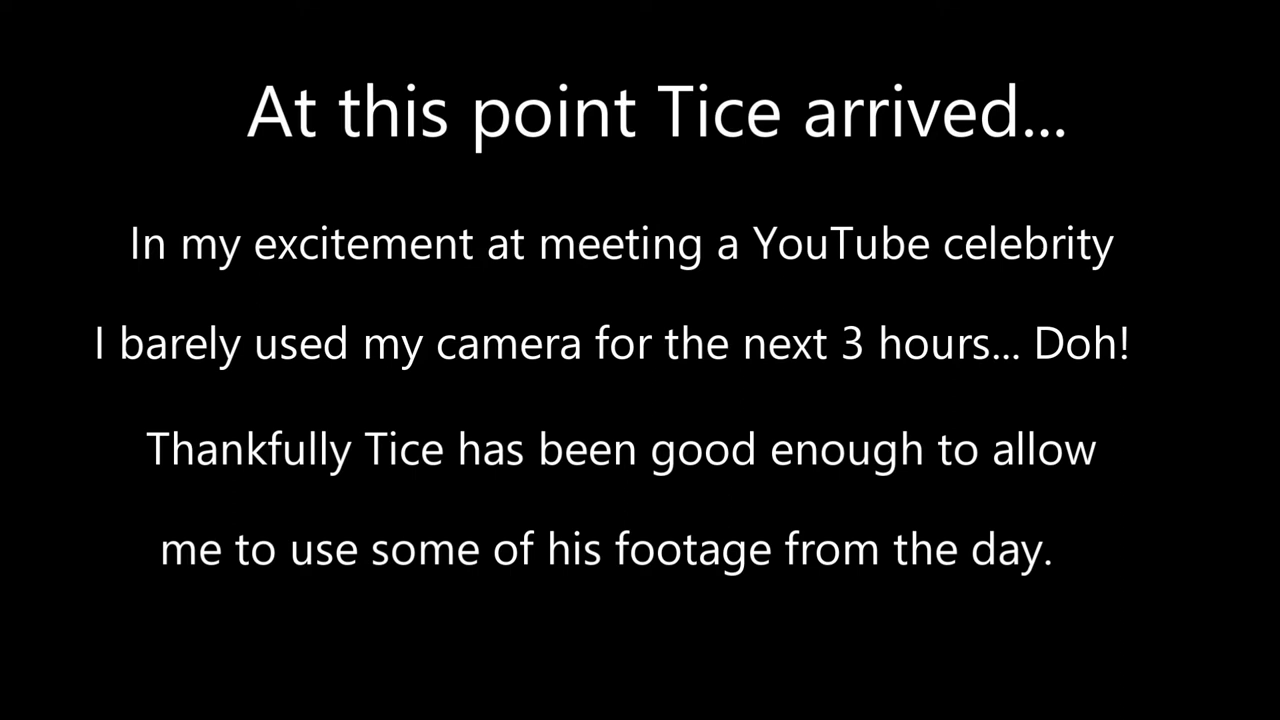 At this point Tice arrived...
In my excitement at meeting a YouTube celebrity
I barely used my camera for the next 3 hours... Doh!
Thankfully Tice has been good enough to allow
me to use some of his footage from the day.